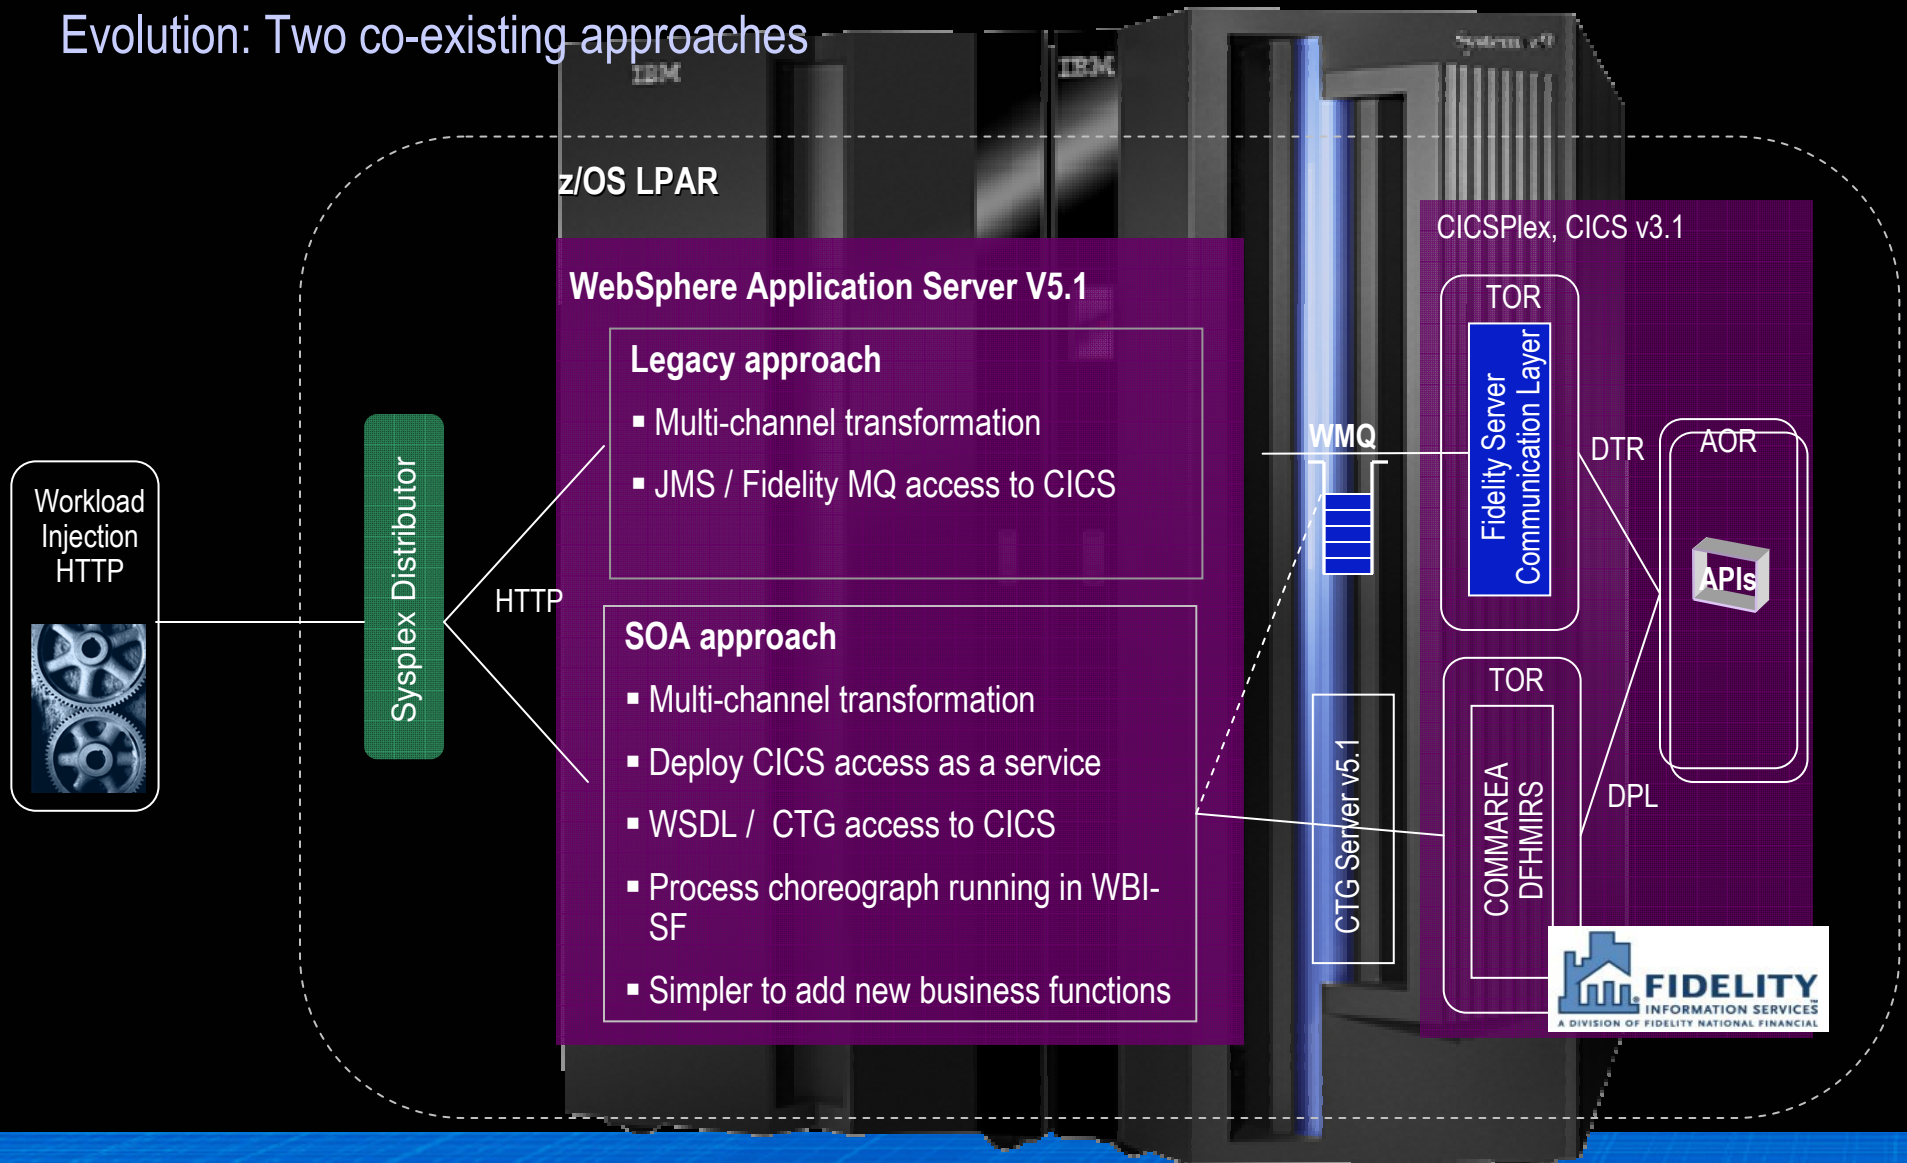 Evolution: Two co-existing approaches
IBM
IBM
System z9
z/OS LPAR
CICSPlex, CICS v3.1
WebSphere Application Server V5.1
Legacy approach
▪ Multi-channel transformation
▪ JMS / Fidelity MQ access to CICS
SOA approach
▪ Multi-channel transformation
▪ Deploy CICS access as a service
▪ WSDL / CTG access to CICS
▪ Process choreograph running in WBI-
SF
▪ Simpler to add new business functions
Workload
Injection
HTTP
Sysplex Distributor
HTTP
WMQ
CTG Server v5.1
TOR
Fidelity Server
Communication Layer
DTR
AOR
APIs
TOR
COMMAREA
DFHMIRS
DPL
FIDELITY
INFORMATION SERVICES
A DIVISION OF FIDELITY NATIONAL FINANCIAL